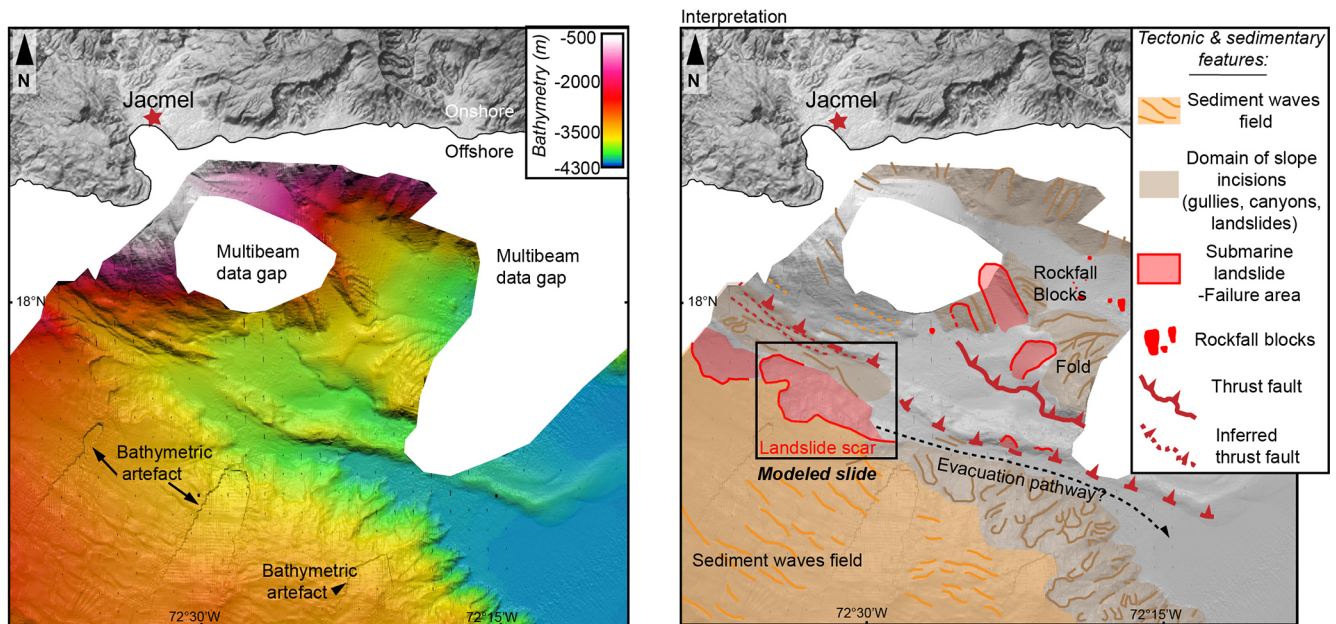 N
Jacmel
Onshore
Offshore
Bathymetry (m)
-500
-2000
-3500
-4300
Multibeam
data gap
Multibeam
data gap
18°N
Bathymetric
artefact
Bathymetric
artefact
72°30'W
72°15'W
Interpretation
N
Jacmel
18°N
Rockfall
Blocks
Fold
Landslide scar
Modeled slide
Evacuation pathway?
Sediment waves field
72°30'W
72°15'W
Tectonic & sedimentary
features:
Sediment waves
field
Domain of slope
incisions
(gullies, canyons,
landslides)
Submarine
landslide
-Failure area
Rockfall blocks
Thrust fault
Inferred
thrust fault